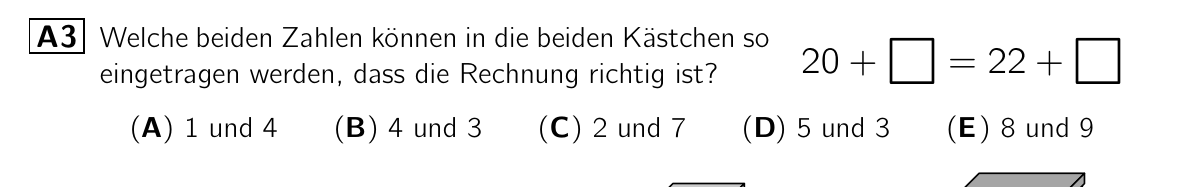 A3 Welche beiden Zahlen können in die beiden Kästchen so
eingetragen werden, dass die Rechnung richtig ist?
20 + □ = 22 + □
(A) 1 und 4 (B) 4 und 3 (C) 2 und 7 (D) 5 und 3 (E) 8 und 9